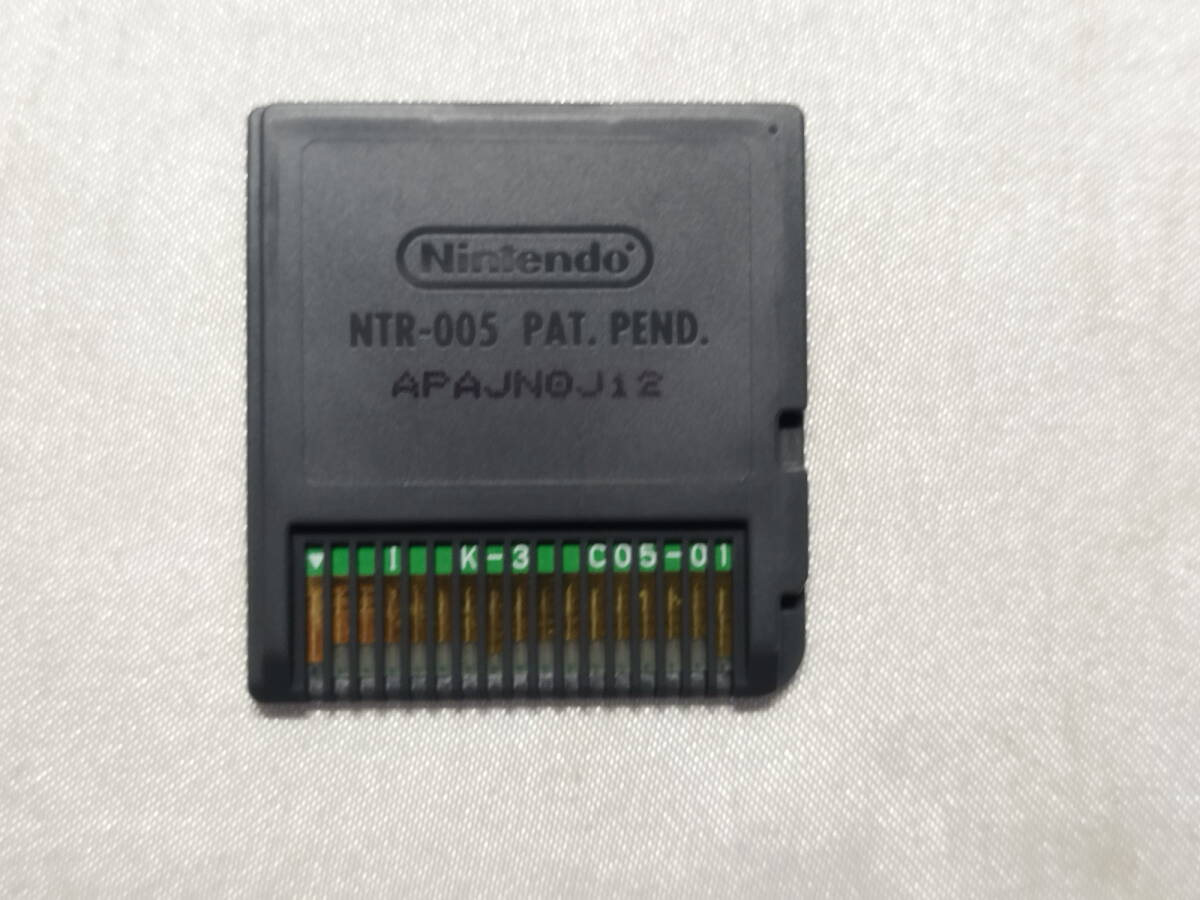 Nintendo
NTR-005 PAT. PEND.
APAJN0J12
I K-3 C05-01